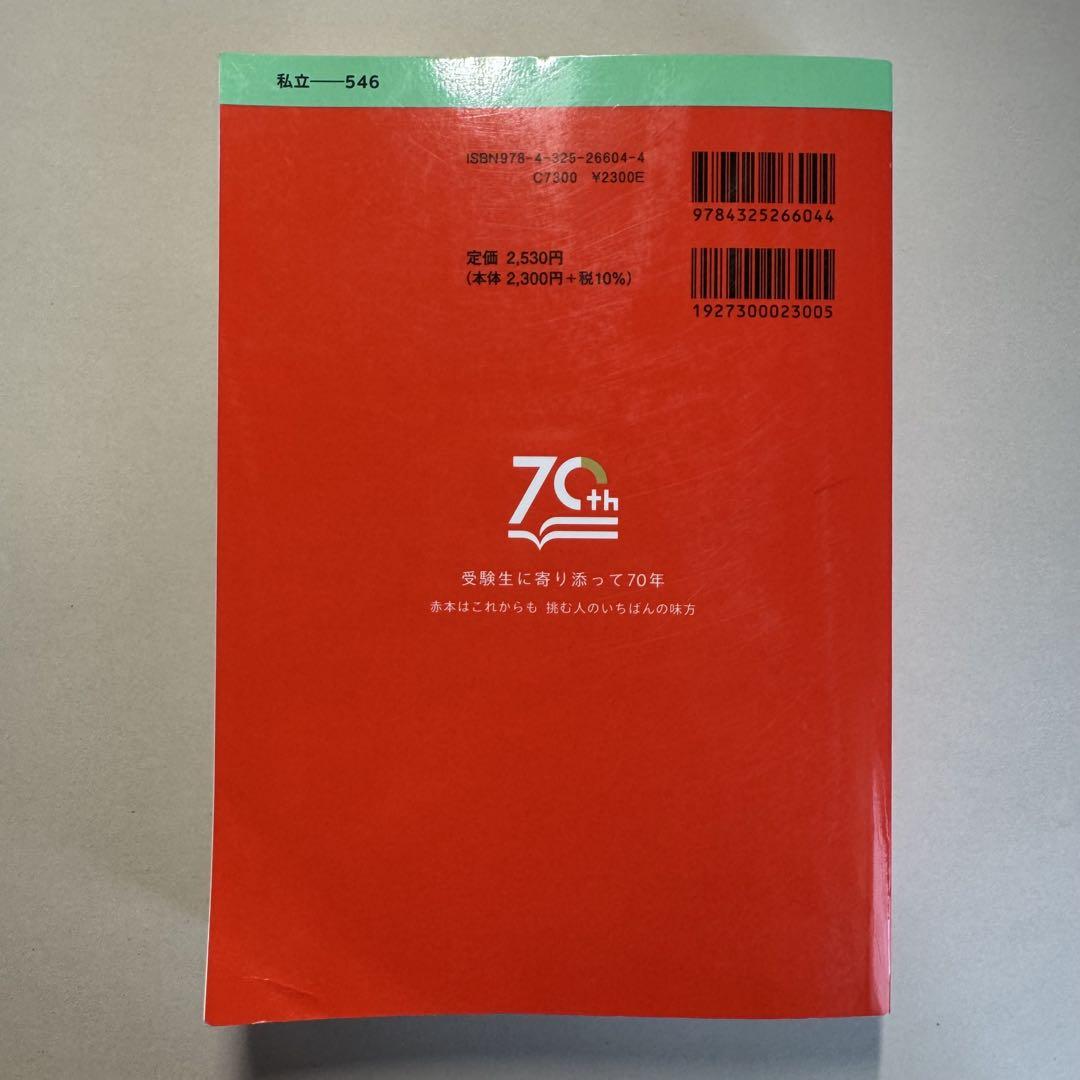 私立――546
ISBN978-4-325-26604-4
C7300 ¥2300E
9784325266044
定価 2,530円
(本体 2,300円+税10%)
1927300023005
70th
受験生に寄り添って70年
赤本はこれからも 挑む人のいちばんの味方